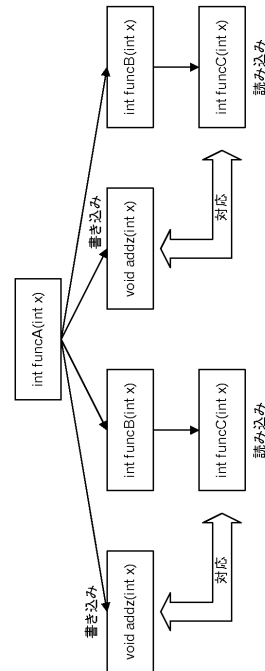 int funcA(int x)
書き込み
void addz(int x)
int funcB(int x)
書き込み
void addz(int x)
int funcB(int x)
対応
int funcC(int x)
読み込み
対応
int funcC(int x)
読み込み